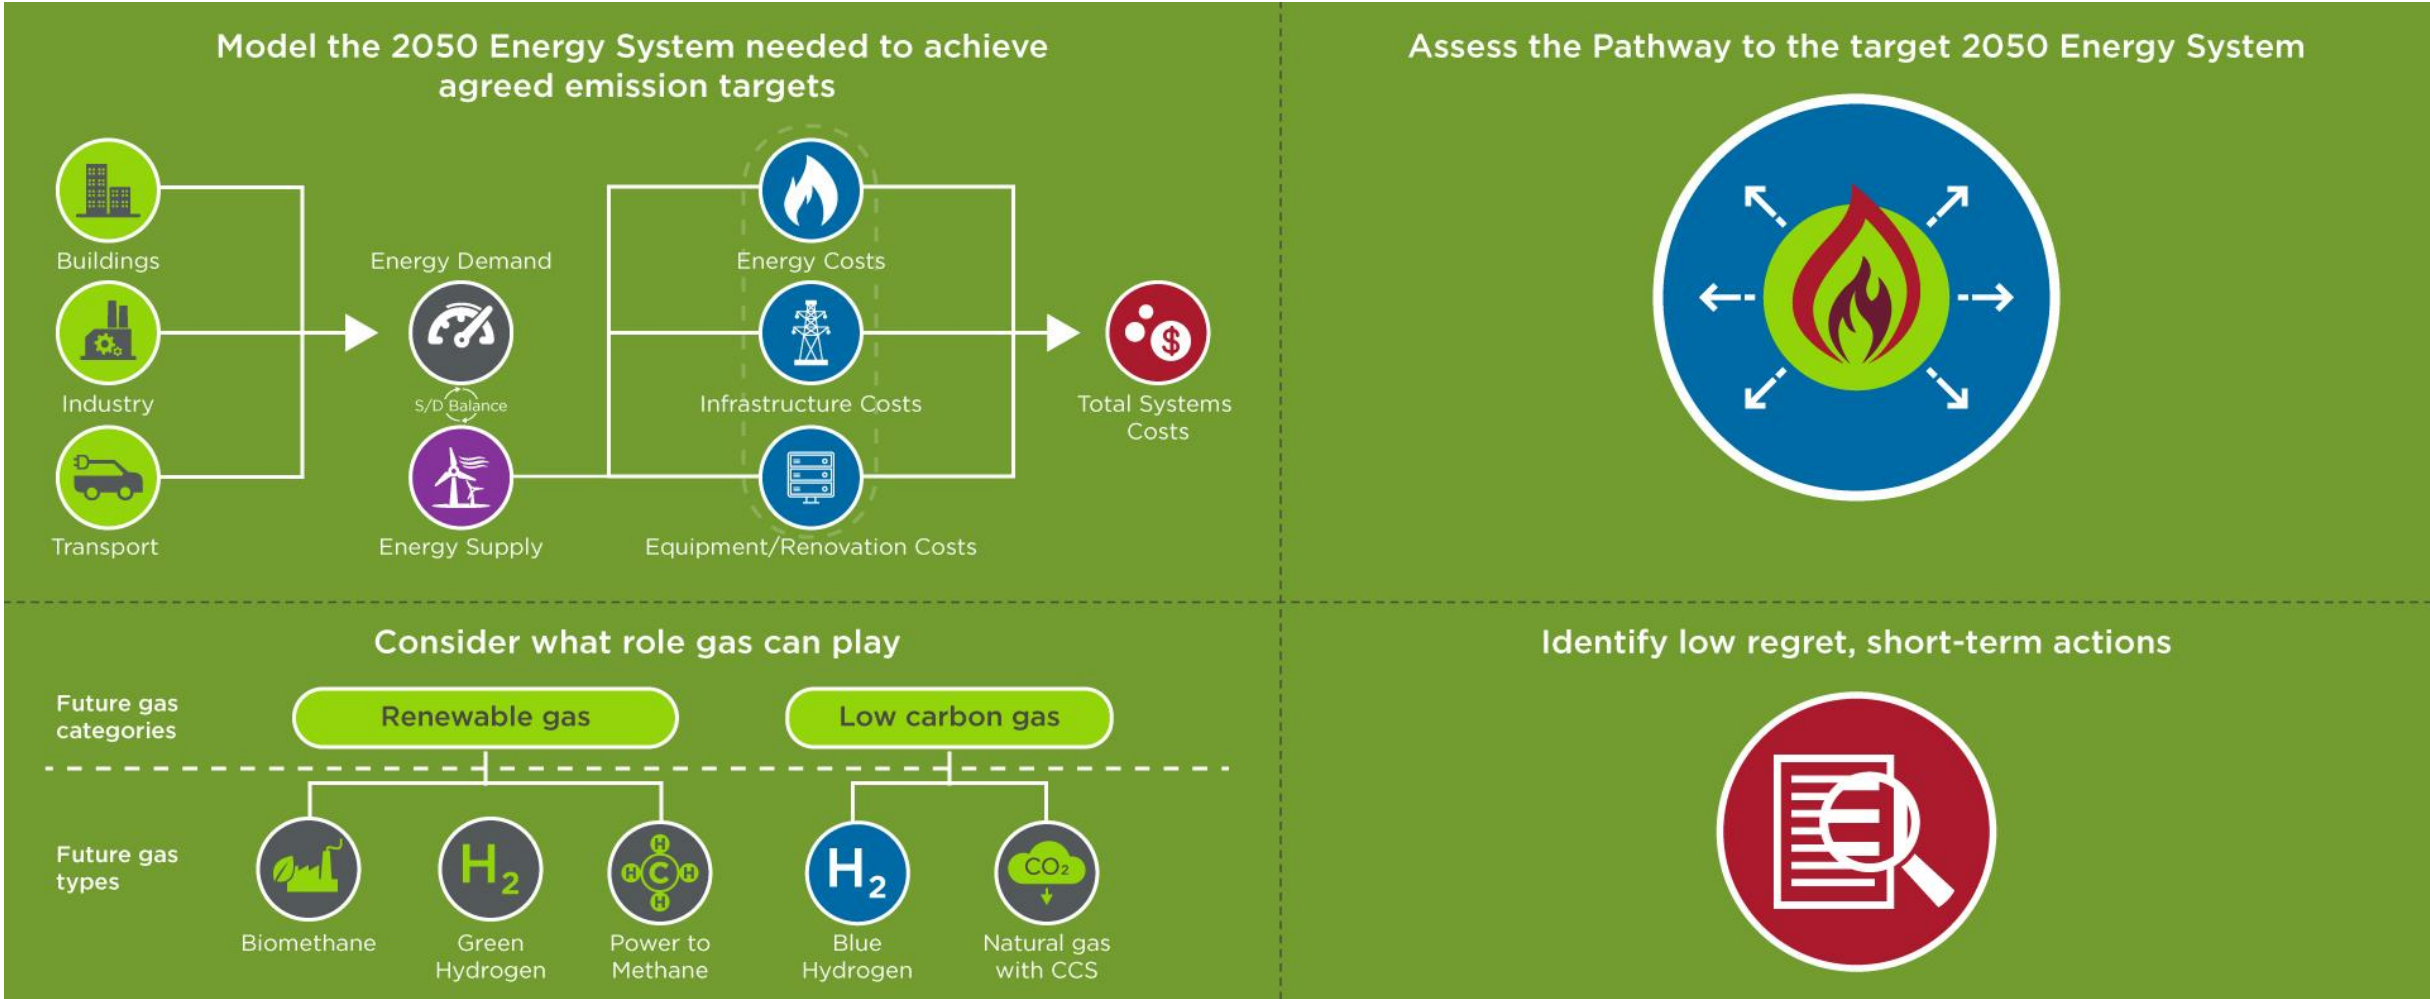 Model the 2050 Energy System needed to achieve
agreed emission targets
Buildings
Industry
Transport
Energy Demand
S/D Balance
Energy Supply
Energy Costs
Infrastructure Costs
Equipment/Renovation Costs
$
Total Systems
Costs
Assess the Pathway to the target 2050 Energy System
Consider what role gas can play
Future gas
categories
Renewable gas
Low carbon gas
Future gas
types
Biomethane
H₂
Green
Hydrogen
H
H C H
H
Power to
Methane
H₂
Blue
Hydrogen
CO₂
Natural gas
with CCS
Identify low regret, short-term actions